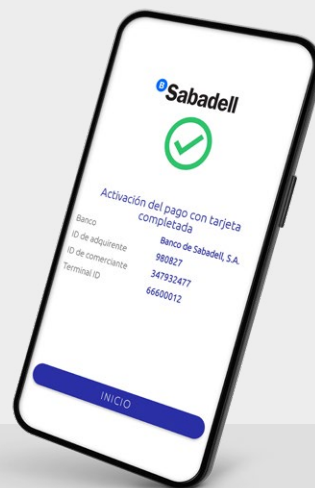 B Sabadell
Activación del pago con tarjeta
completada
Banco Banco de Sabadell, S.A.
ID de adquirente 980827
ID de comerciante 347932477
Terminal ID 66600012
INICIO